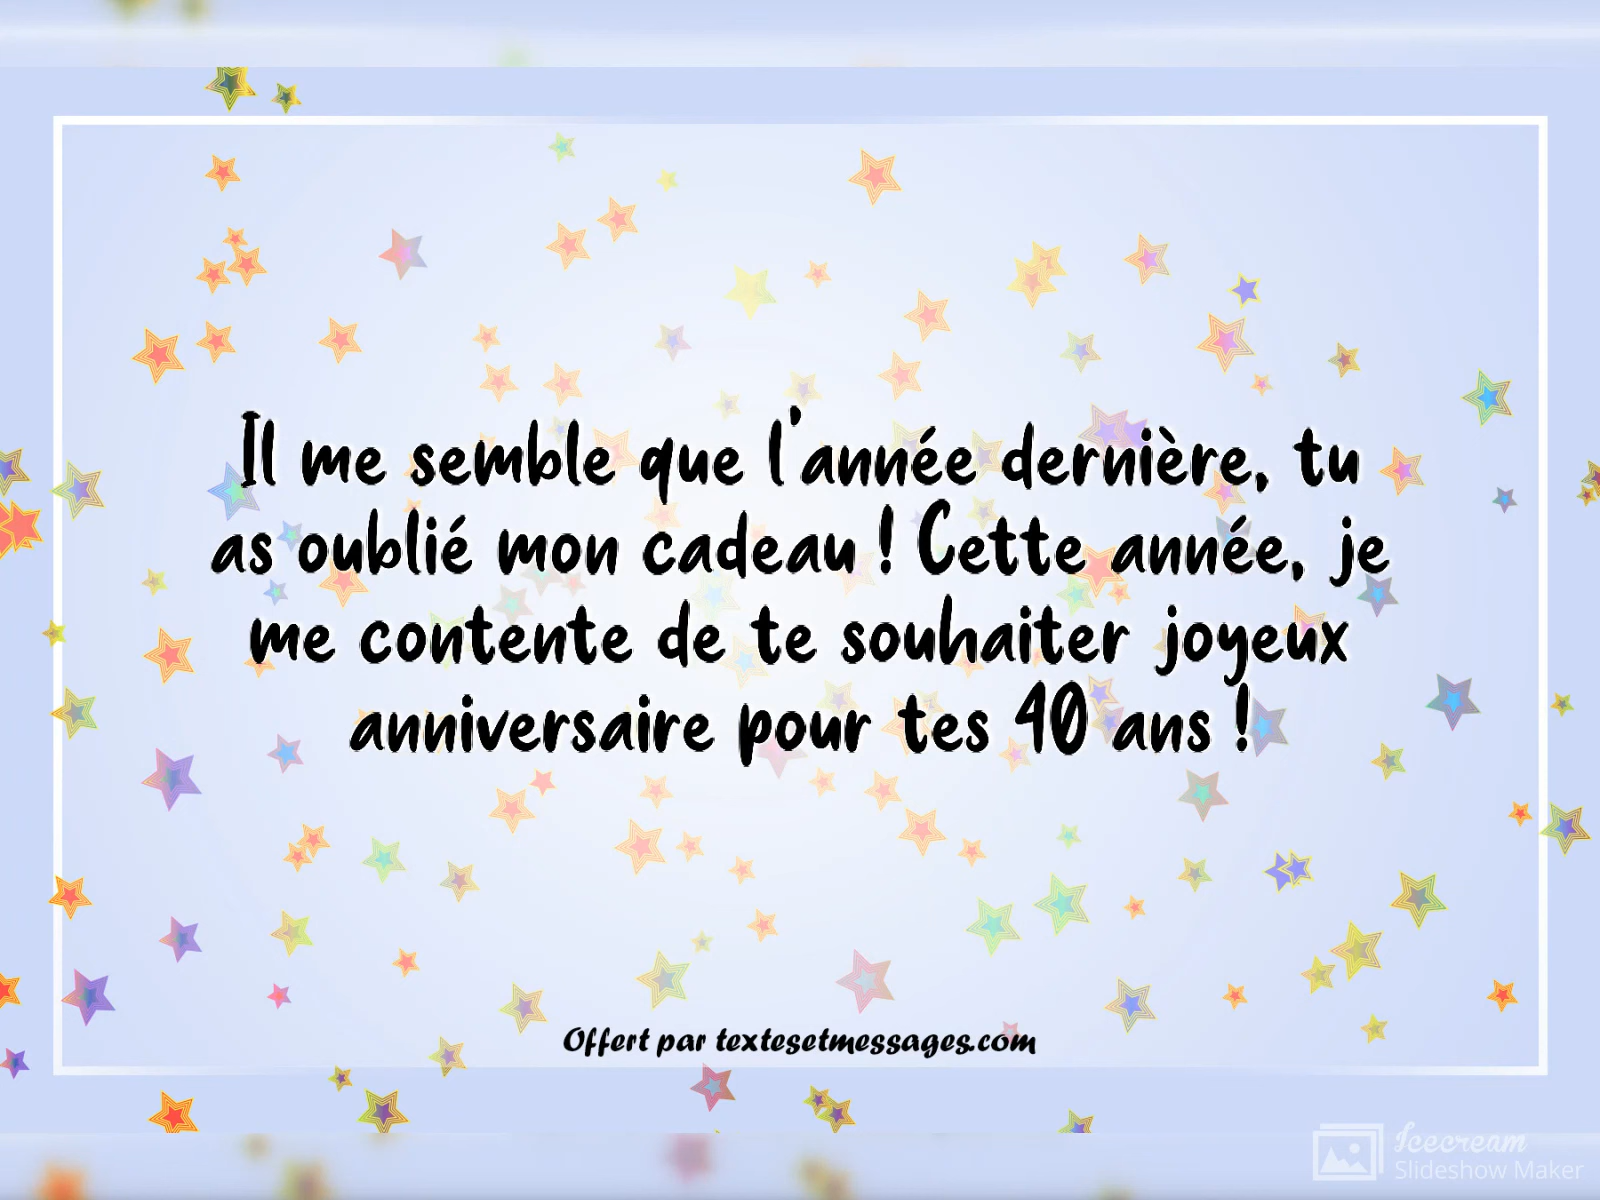 Il me semble que l'année dernière, tu
as oublié mon cadeau ! Cette année, je
me contente de te souhaiter joyeux
anniversaire pour tes 40 ans !
Offert par textesetmessages.com
Icecream
Slideshow Maker